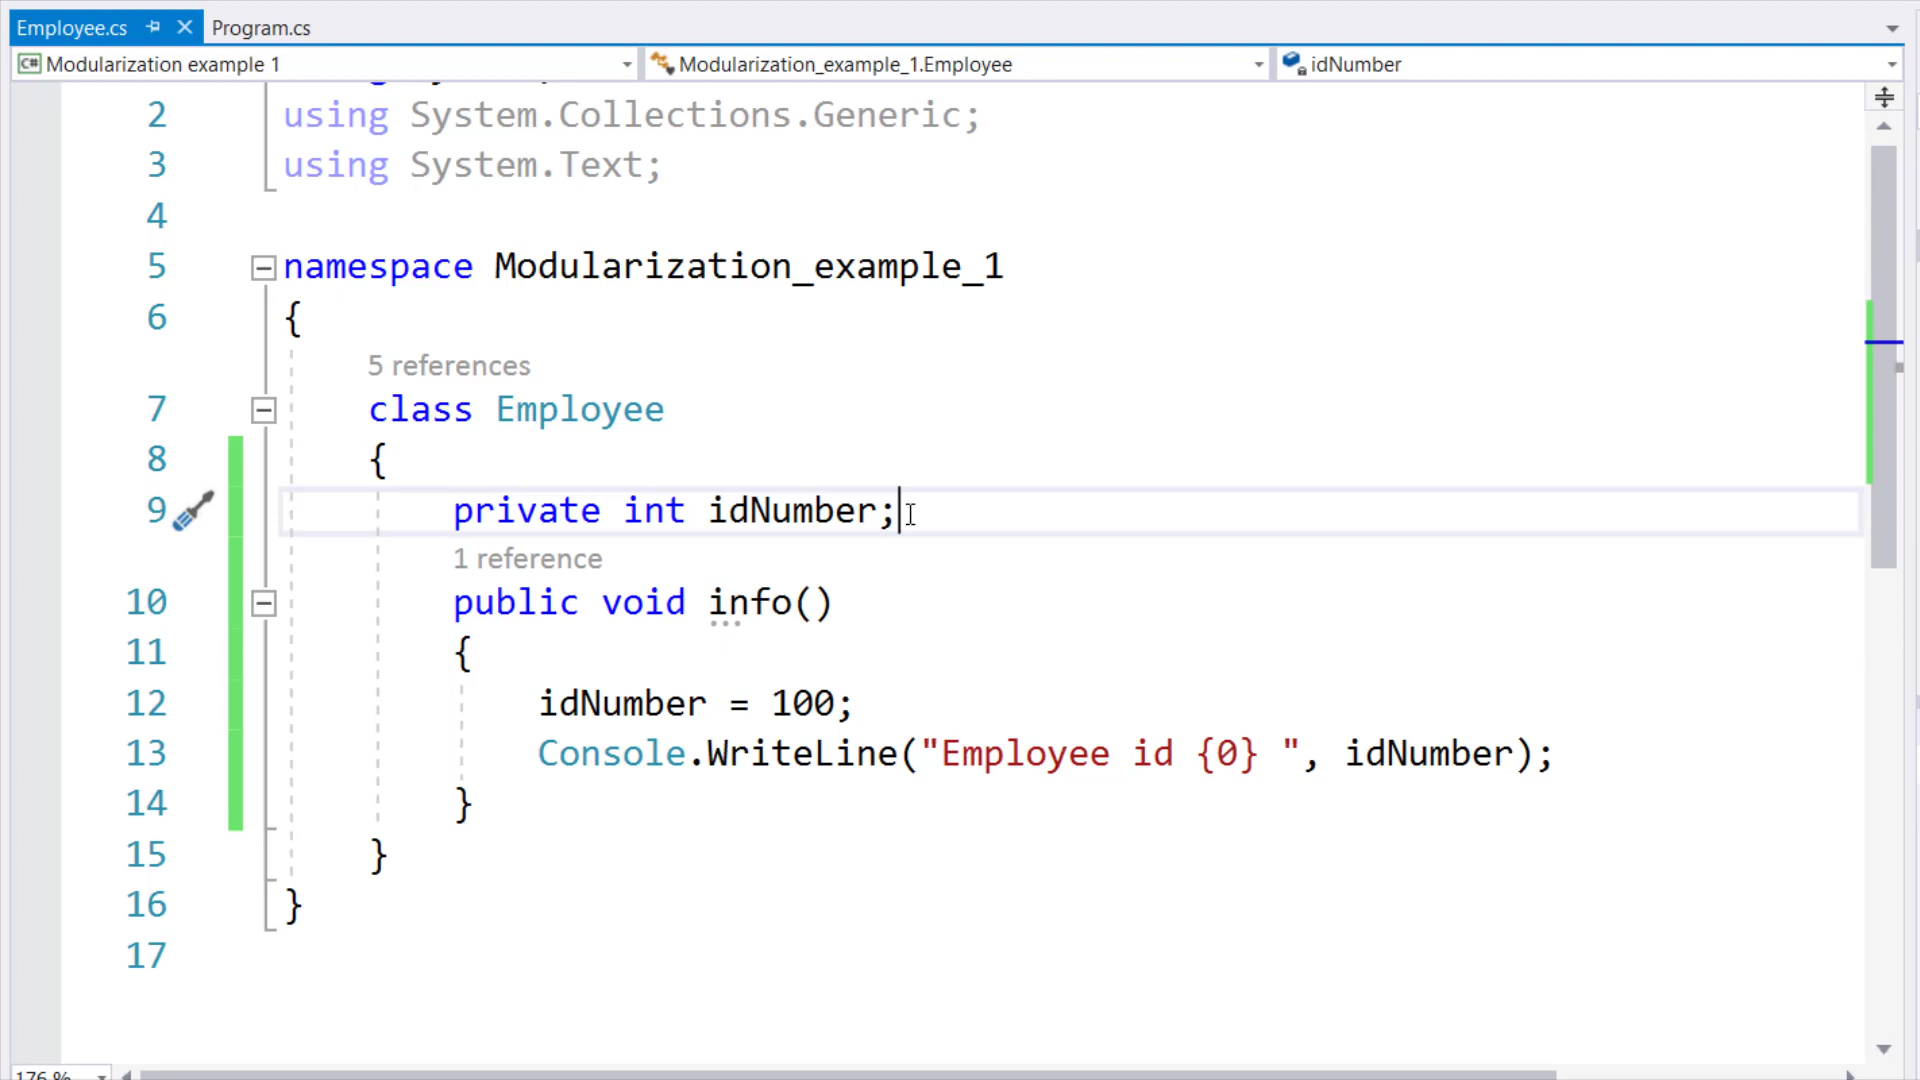 Employee.cs Program.cs
C# Modularization example 1 Modularization_example_1.Employee idNumber
2 using System.Collections.Generic;
3 using System.Text;
4
5 namespace Modularization_example_1
6 {
5 references
7 class Employee
8 {
9 private int idNumber;
1 reference
10 public void info()
11 {
12 idNumber = 100;
13 Console.WriteLine("Employee id {0} ", idNumber);
14 }
15 }
16 }
17
176 %